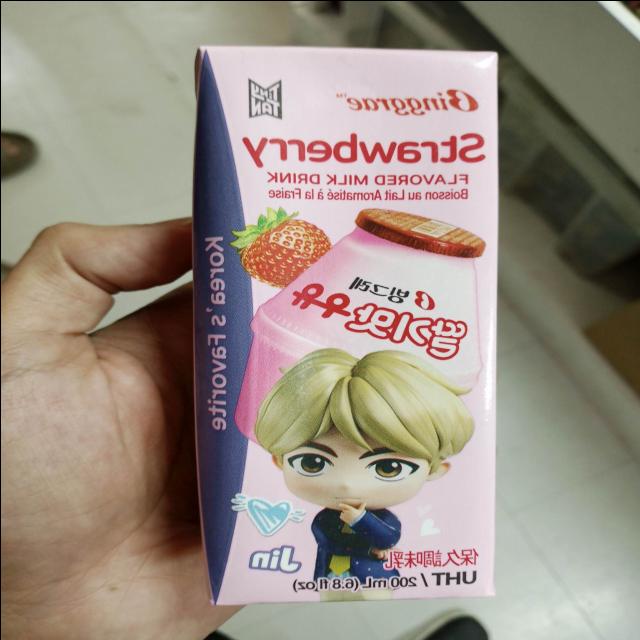 TinyTAN
Binggrae™
Strawberry
FLAVORED MILK DRINK
Boisson au Lait Aromatisé à la Fraise
빙그레
딸기맛우유
Korea's Favorite
Jin
保久調味乳
UHT / 200 mL (6.8 fl oz)